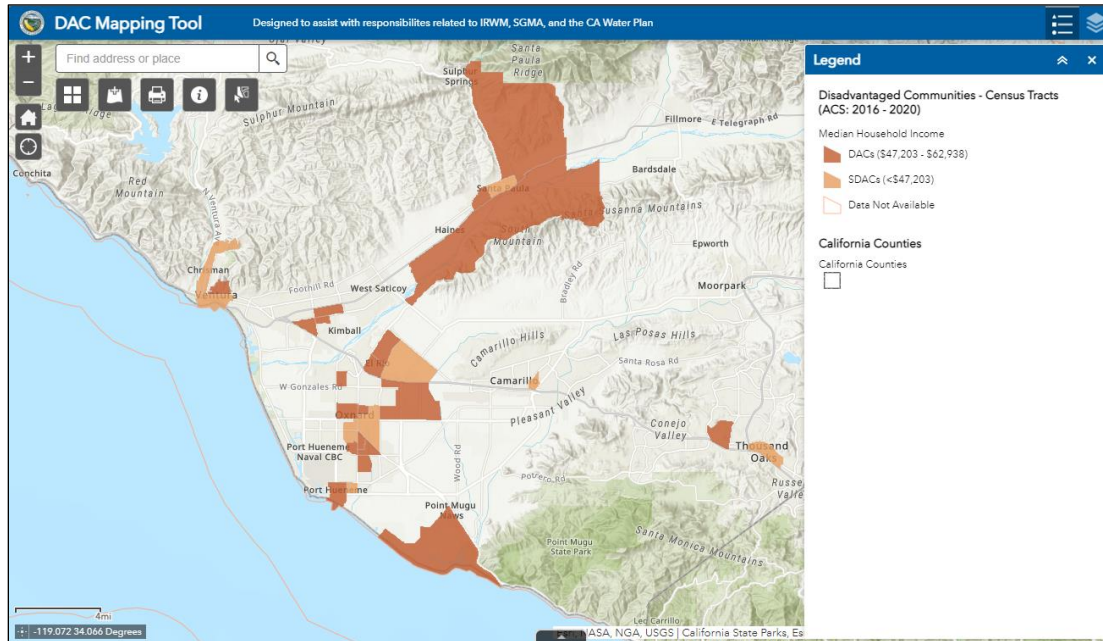 DAC Mapping Tool
Designed to assist with responsibilites related to IRWM, SGMA, and the CA Water Plan
+
−
Find address or place
Legend
Disadvantaged Communities - Census Tracts
(ACS: 2016 - 2020)
Median Household Income
DACs ($47,203 - $62,938)
SDACs (<$47,203)
Data Not Available
California Counties
California Counties
Santa
Paula
Ridge
Sulphur
Springs
Sulphur Mountain
Fillmore
E Telegraph Rd
Bardsdale
Conchita
Red
Mountain
N Ventura Ave
Santa Paula
Susanna Mountains
Haines
South
Mountain
Epworth
Chrisman
Ventura
Foothill Rd
West Saticoy
Bradley Rd
Moorpark
Kimball
Camarillo Hills
Las Posas Hills
El Rio
Santa Rosa Rd
W Gonzales Rd
Camarillo
Pleasant Valley
Oxnard
Conejo
Valley
Thousand
Oaks
Port Hueneme
Naval CBC
Wood Rd
Potrero Rd
Port Hueneme
Point Mugu
Naws
Point Mugu
State Park
Santa Monica Mountains
Leo Carrillo
4mi
-119.072 34.066 Degrees
NASA, NGA, USGS | California State Parks, Es